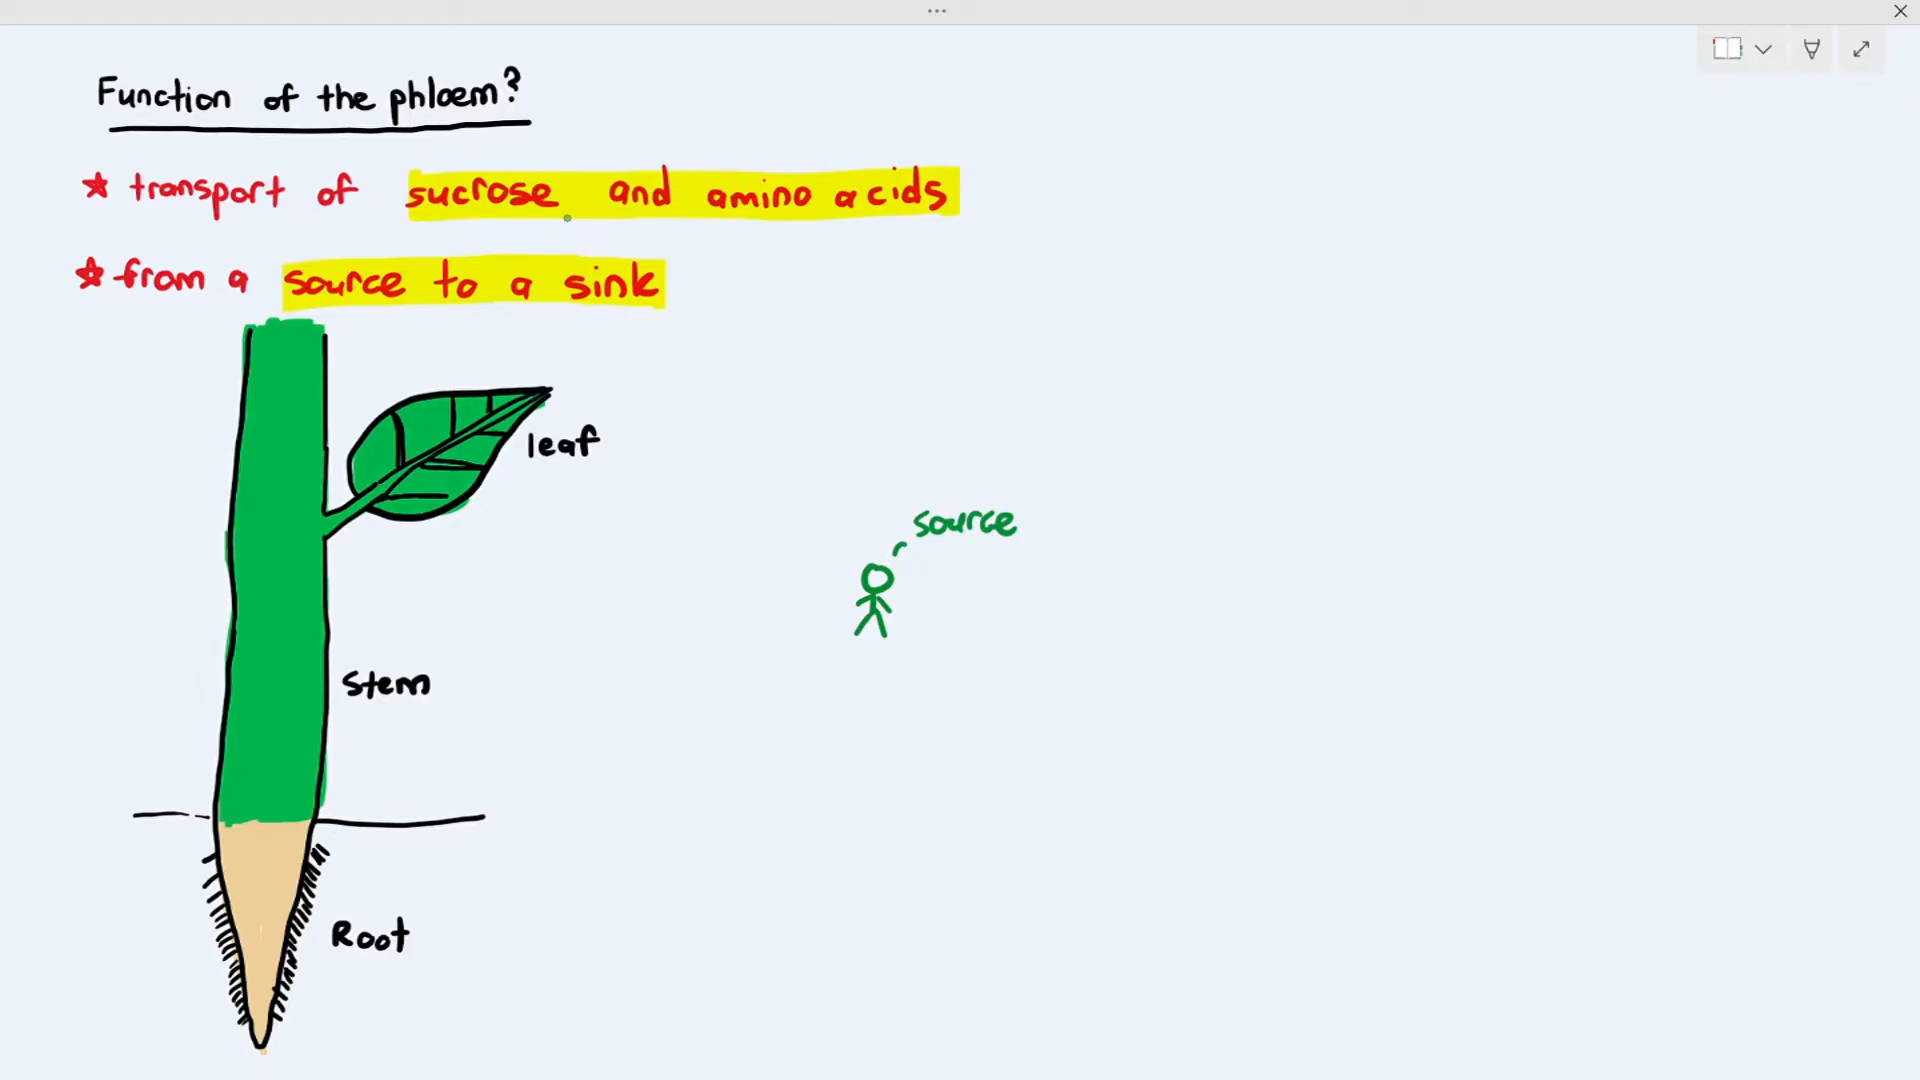 Function of the phloem?
☆ transport of sucrose and amino acids
☆ from a source to a sink
leaf
source
Stem
Root